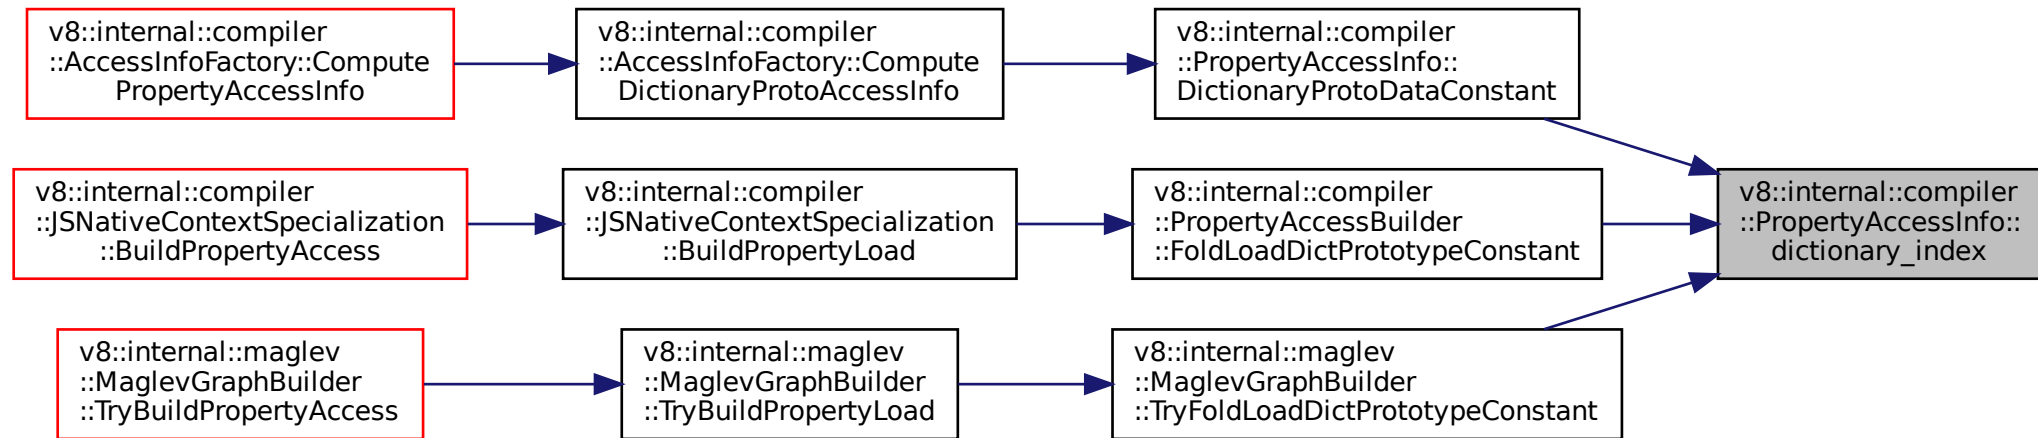 v8::internal::compiler
::AccessInfoFactory::Compute
PropertyAccessInfo
v8::internal::compiler
::AccessInfoFactory::Compute
DictionaryProtoAccessInfo
v8::internal::compiler
::PropertyAccessInfo::
DictionaryProtoDataConstant
v8::internal::compiler
::JSNativeContextSpecialization
::BuildPropertyAccess
v8::internal::compiler
::JSNativeContextSpecialization
::BuildPropertyLoad
v8::internal::compiler
::PropertyAccessBuilder
::FoldLoadDictPrototypeConstant
v8::internal::compiler
::PropertyAccessInfo::
dictionary_index
v8::internal::maglev
::MaglevGraphBuilder
::TryBuildPropertyAccess
v8::internal::maglev
::MaglevGraphBuilder
::TryBuildPropertyLoad
v8::internal::maglev
::MaglevGraphBuilder
::TryFoldLoadDictPrototypeConstant